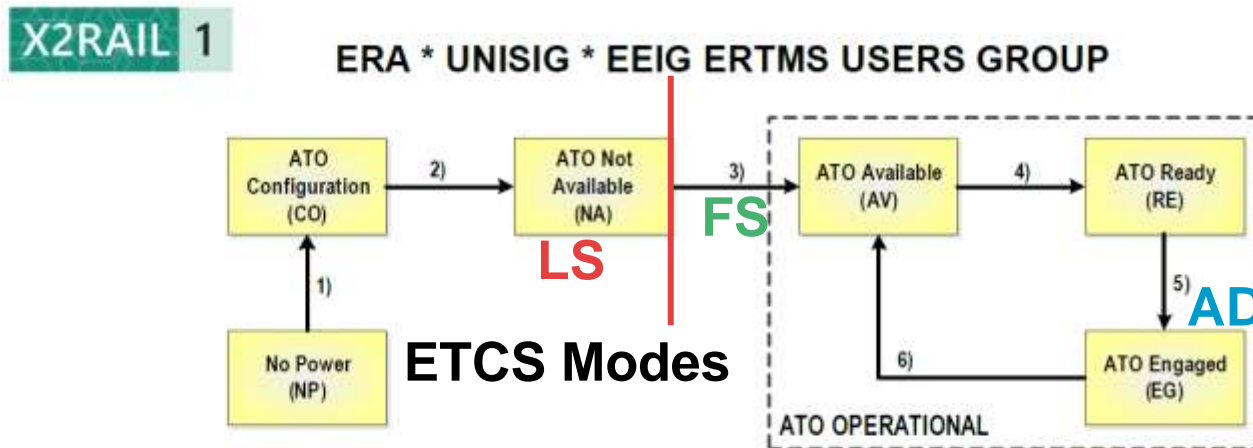 X2RAIL 1
ERA * UNISIG * EEIG ERTMS USERS GROUP
ATO
Configuration
(CO)
2)
ATO Not
Available
(NA)
3)
ATO Available
(AV)
4)
ATO Ready
(RE)
FS
LS
1)
5)
AD
No Power
(NP)
ETCS Modes
6)
ATO Engaged
(EG)
ATO OPERATIONAL